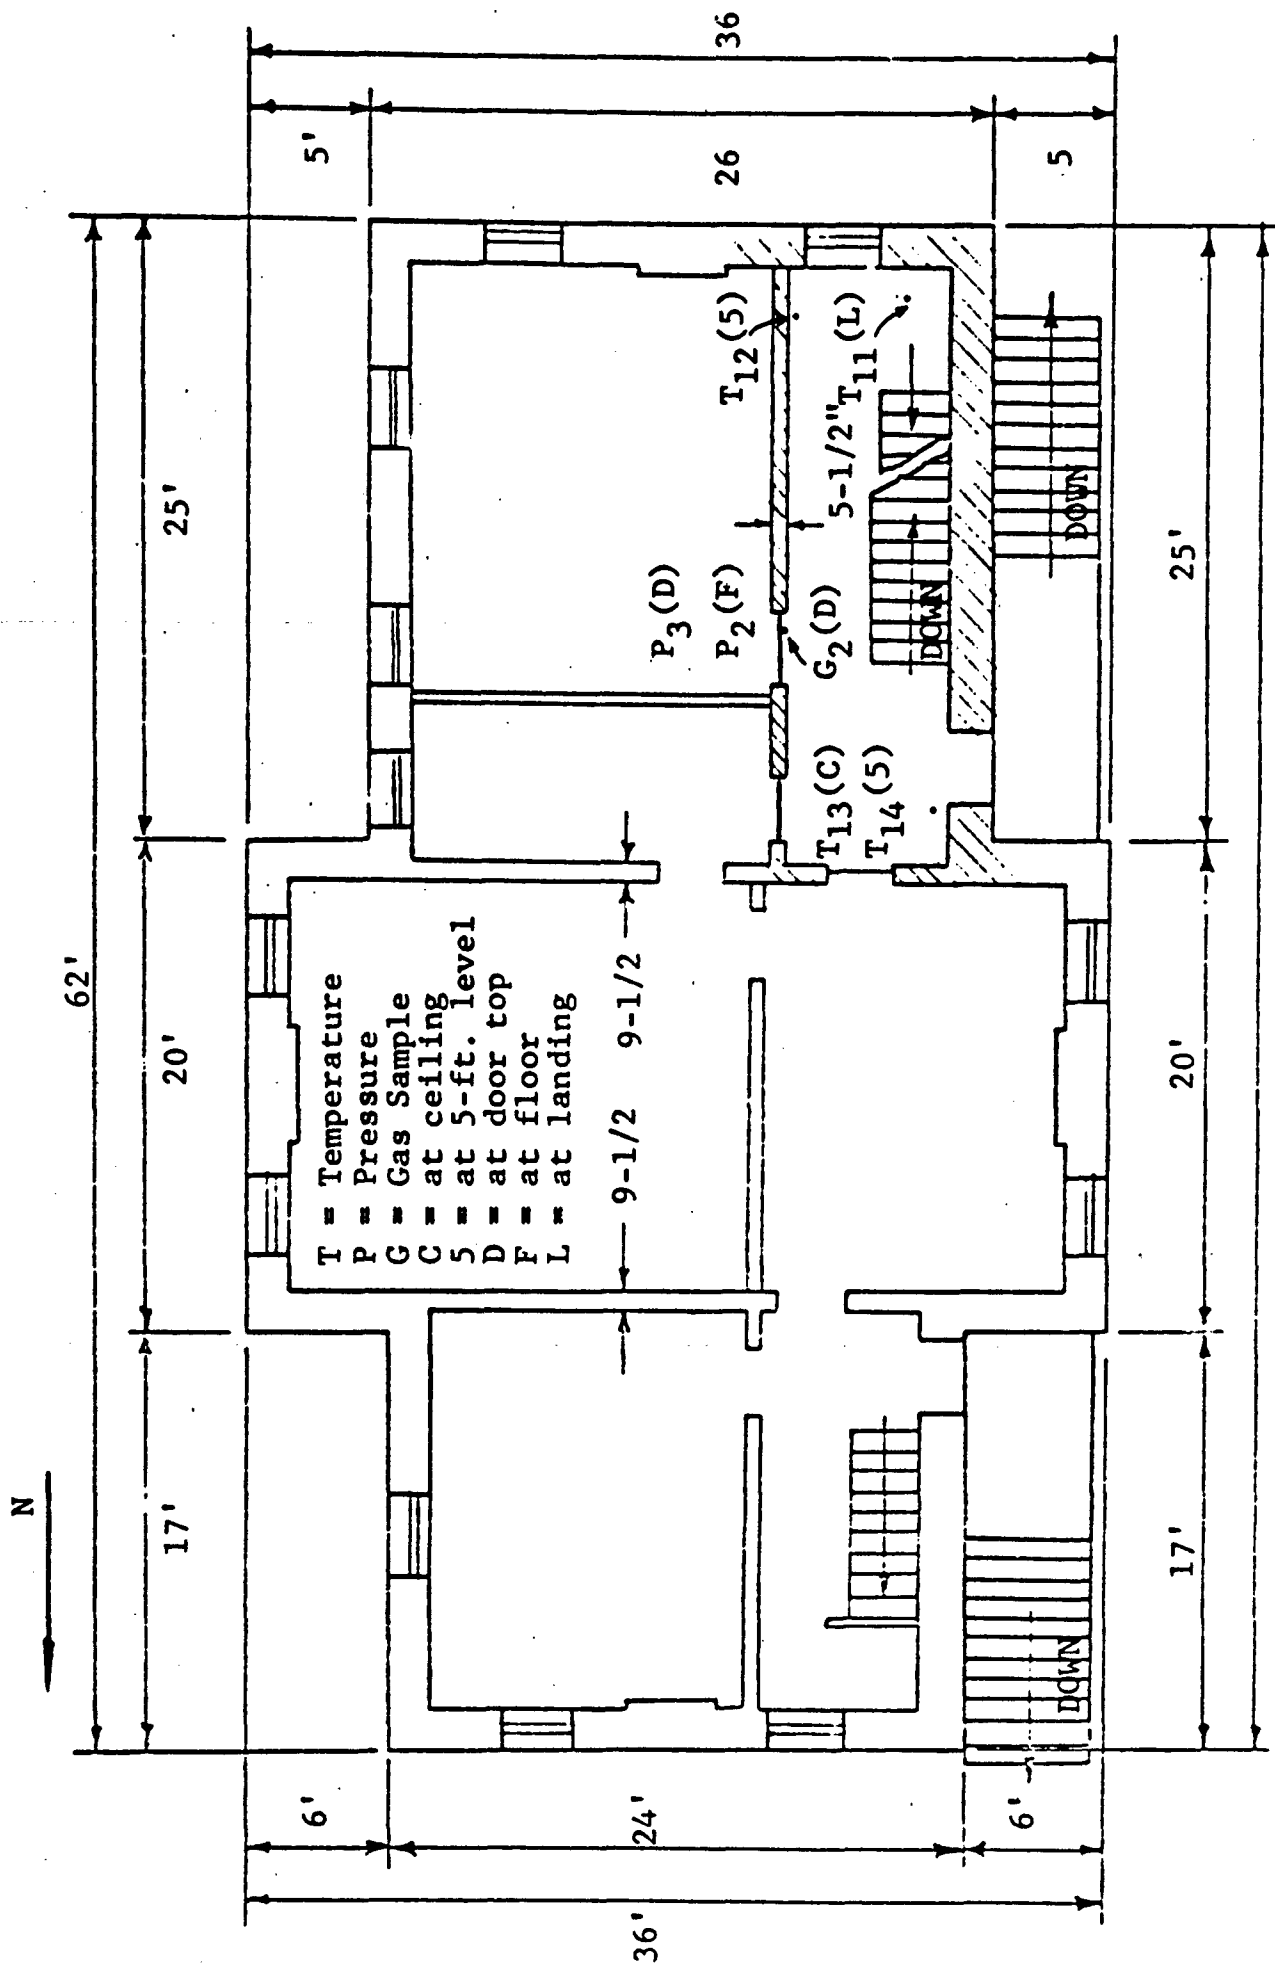 N
62'
17'
20'
25'
36'
6'
24'
6'
5'
26
5
36
T = Temperature
P = Pressure
G = Gas Sample
C = at ceiling
5 = at 5-ft. level
D = at door top
F = at floor
L = at landing
9-1/2
9-1/2
P3(D)
P2(F)
G2(D)
T12(5)
5-1/2"
T11(L)
T13(C)
T14(5)
DOWN
DOWN
DOWN
17'
20'
25'